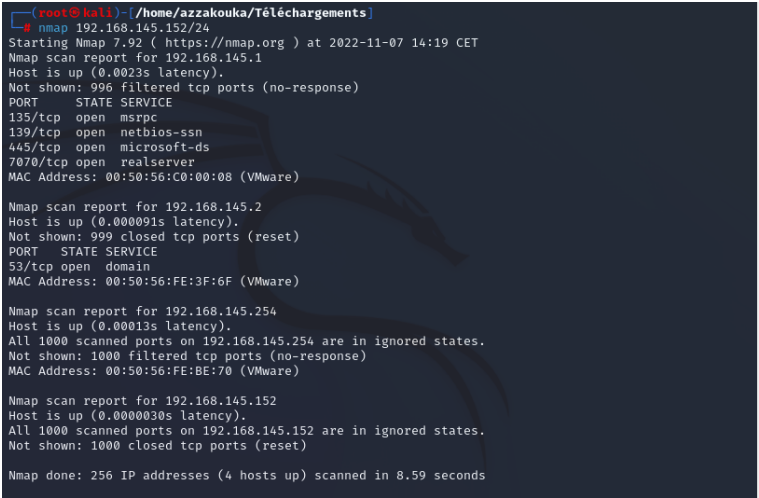 ┌──(root㉿kali)-[/home/azzakouka/Téléchargements]
└─# nmap 192.168.145.152/24
Starting Nmap 7.92 ( https://nmap.org ) at 2022-11-07 14:19 CET
Nmap scan report for 192.168.145.1
Host is up (0.0023s latency).
Not shown: 996 filtered tcp ports (no-response)
PORT     STATE SERVICE
135/tcp  open  msrpc
139/tcp  open  netbios-ssn
445/tcp  open  microsoft-ds
7070/tcp open  realserver
MAC Address: 00:50:56:C0:00:08 (VMware)

Nmap scan report for 192.168.145.2
Host is up (0.000091s latency).
Not shown: 999 closed tcp ports (reset)
PORT   STATE SERVICE
53/tcp open  domain
MAC Address: 00:50:56:FE:3F:6F (VMware)

Nmap scan report for 192.168.145.254
Host is up (0.00013s latency).
All 1000 scanned ports on 192.168.145.254 are in ignored states.
Not shown: 1000 filtered tcp ports (no-response)
MAC Address: 00:50:56:FE:BE:70 (VMware)

Nmap scan report for 192.168.145.152
Host is up (0.0000030s latency).
All 1000 scanned ports on 192.168.145.152 are in ignored states.
Not shown: 1000 closed tcp ports (reset)

Nmap done: 256 IP addresses (4 hosts up) scanned in 8.59 seconds